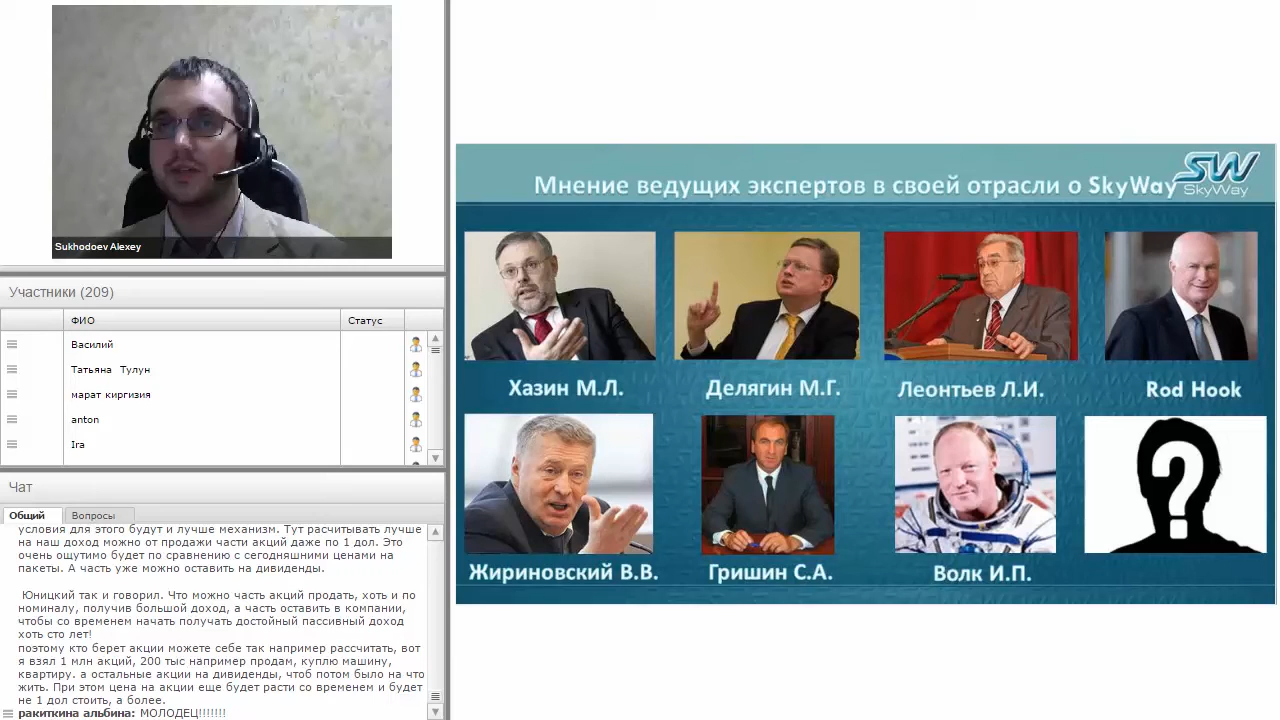 Sukhodoev Alexey
Участники (209)
ФИО
Статус
Василий
Татьяна Тулун
марат киргизия
anton
Ira
Чат
Общий
Вопросы
условия для этого будут и лучше механизм. Тут расчитывать лучше
на наш доход можно от продажи части акций даже по 1 дол. Это
очень ощутимо будет по сравнению с сегодняшними ценами на
пакеты. А часть уже можно оставить на дивиденды.
Юницкий так и говорил. Что можно часть акций продать, хоть и по
номиналу, получив большой доход, а часть оставить в компании,
чтобы со временем начать получать достойный пассивный доход
хоть сто лет!
поэтому кто берет акции можете себе так например рассчитать, вот
я взял 1 млн акций, 200 тыс например продам, куплю машину,
квартиру. а остальные акции на дивиденды, чтоб потом было на что
жить. При этом цена на акции еще будет расти со временем и будет
не 1 дол стоить, а более.
ракиткина альбина: МОЛОДЕЦ!!!!!!!
Мнение ведущих экспертов в своей отрасли о SkyWay
SW
SkyWay
Хазин М.Л.
Делягин М.Г.
Леонтьев Л.И.
Rod Hook
Жириновский В.В.
Гришин С.А.
Волк И.П.
?